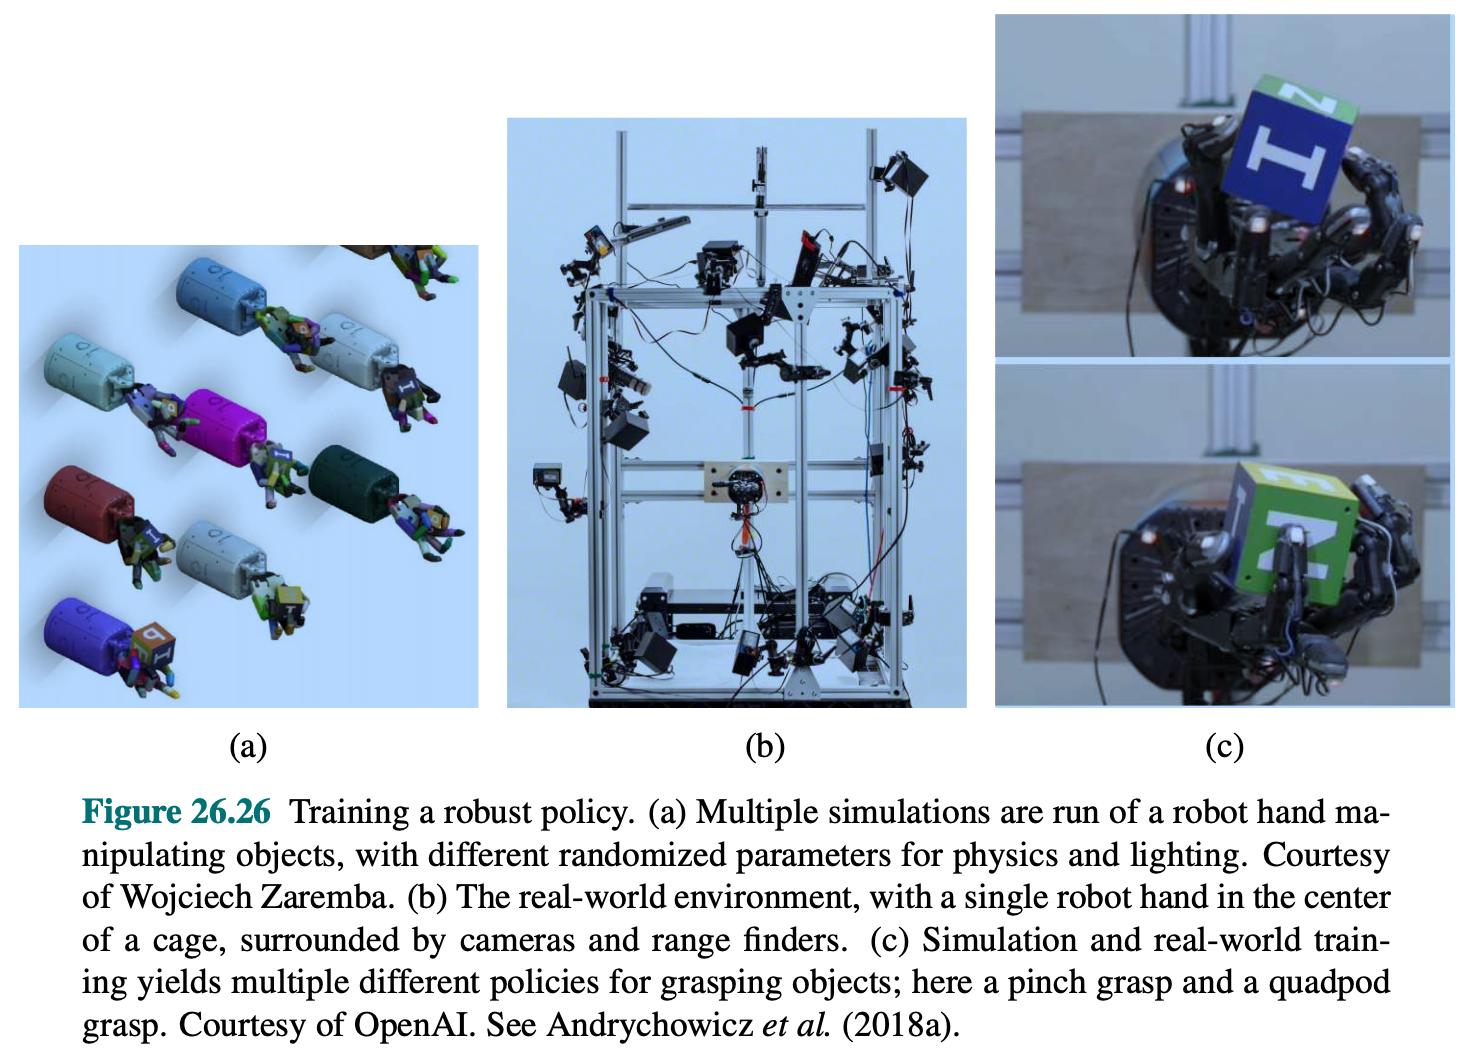 I
Z
E
I
N
I
I
I
(a)
(b)
(c)
Figure 26.26 Training a robust policy. (a) Multiple simulations are run of a robot hand ma-
nipulating objects, with different randomized parameters for physics and lighting. Courtesy
of Wojciech Zaremba. (b) The real-world environment, with a single robot hand in the center
of a cage, surrounded by cameras and range finders. (c) Simulation and real-world train-
ing yields multiple different policies for grasping objects; here a pinch grasp and a quadpod
grasp. Courtesy of OpenAI. See Andrychowicz et al. (2018a).